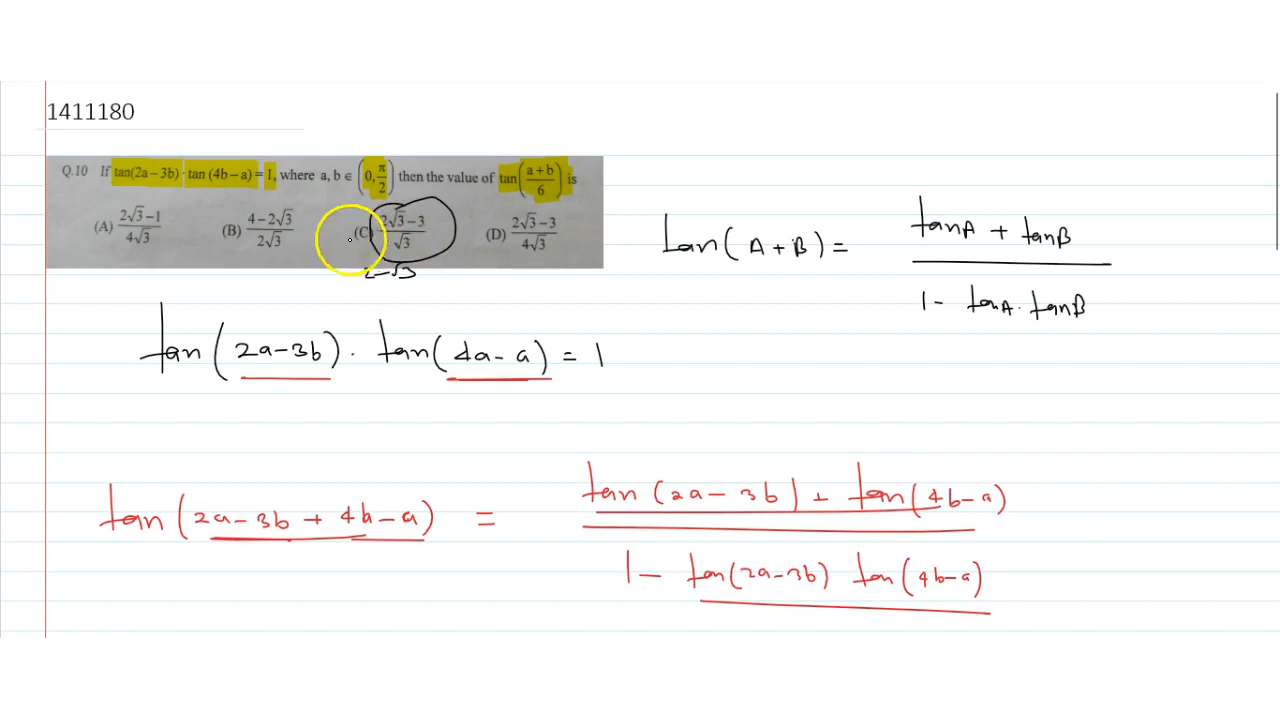 1411180
Q.10 If tan(2a – 3b) · tan (4b – a) = 1, where a, b ∈ (0, π/2) then the value of tan((a+b)/6) is
(A) (2√3 – 1)/(4√3) (B) (4 – 2√3)/(2√3) (C) (2√3 – 3)/√3 (D) (2√3 – 3)/(4√3)
2-√3
tan(A+B) = (tanA + tanB)/(1 - tanA · tanB)
tan(2a-3b) · tan(4a-a) = 1
tan(2a-3b+4b-a) = (tan(2a-3b) + tan(4b-a))/(1 - tan(2a-3b) tan(4b-a))